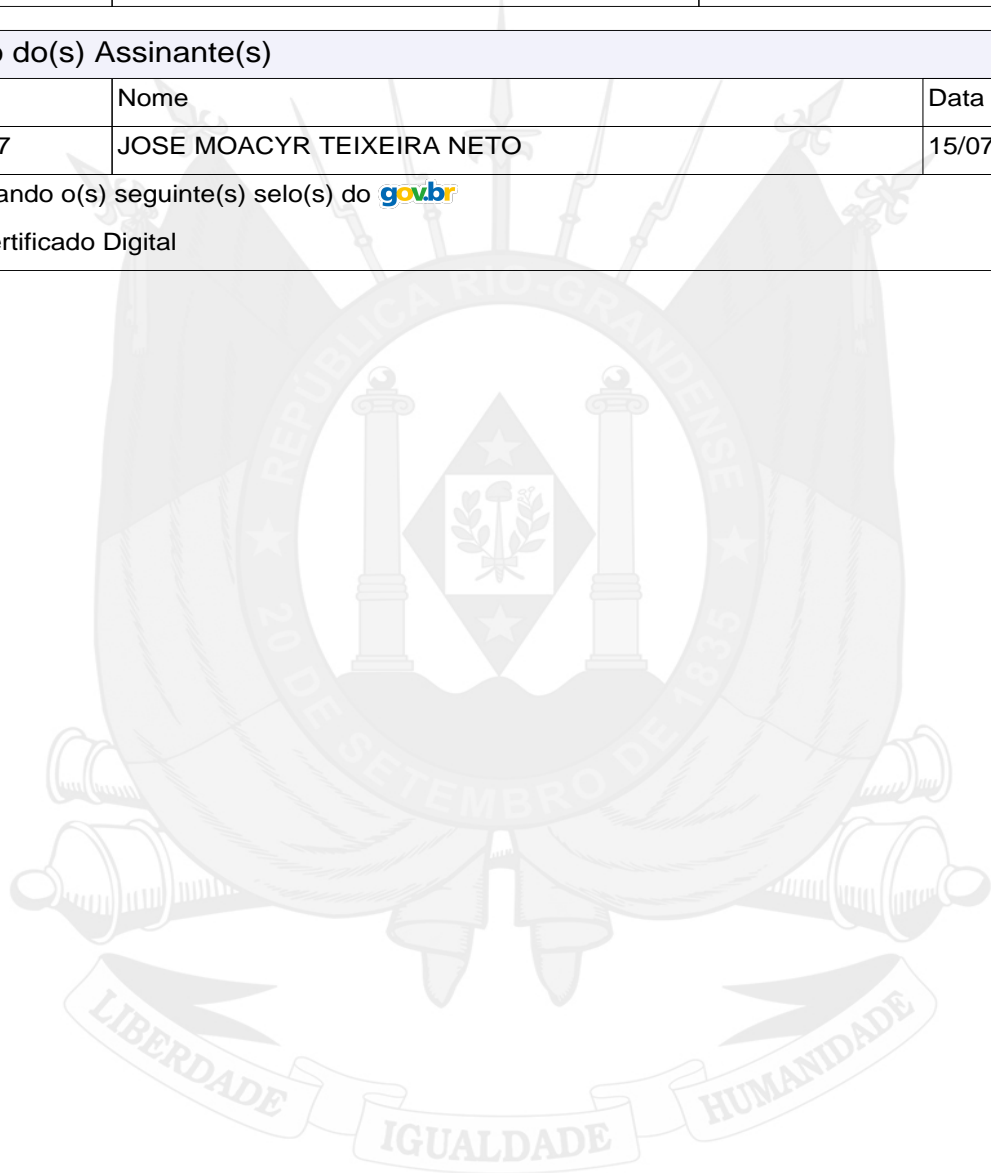 o do(s) Assinante(s)
Nome Data
7 JOSE MOACYR TEIXEIRA NETO 15/07
ando o(s) seguinte(s) selo(s) do gov.br
ertificado Digital
REPÚBLICA RIO-GRANDENSE
20 DE SETEMBRO DE 1835
LIBERDADE
IGUALDADE
HUMANIDADE